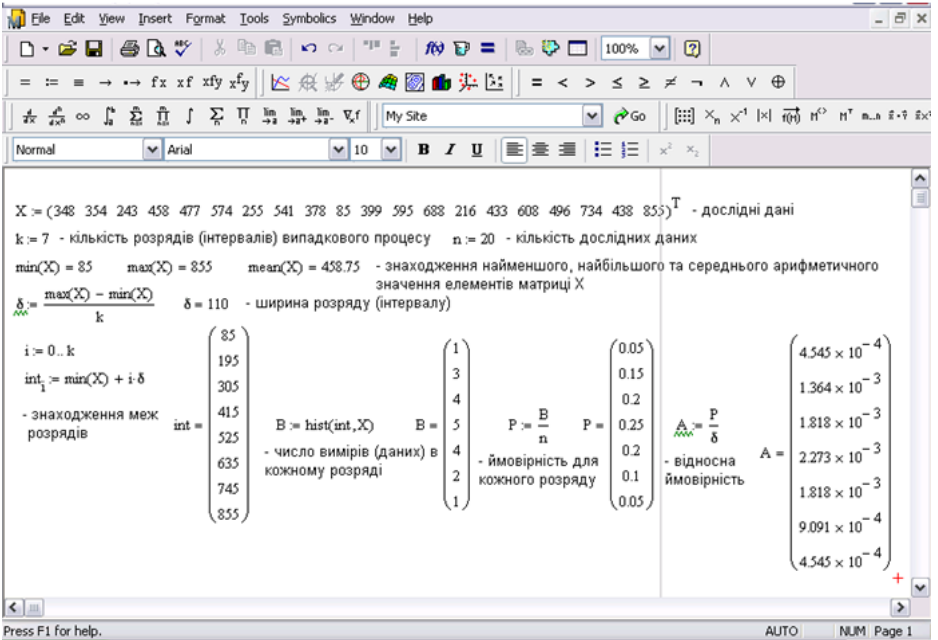 File Edit View Insert Format Tools Symbolics Window Help
100%
= := ≡ → •→ fx xf xfy xfy = < > ≤ ≥ ≠ ¬ ∧ ∨ ⊕
My Site Go
Normal Arial 10 B I U
X := (348 354 243 458 477 574 255 541 378 85 399 595 688 216 433 608 496 734 438 855)^T - дослідні дані
k := 7 - кількість розрядів (інтервалів) випадкового процесу n := 20 - кількість дослідних даних
min(X) = 85 max(X) = 855 mean(X) = 458.75 - знаходження найменшого, найбільшого та середнього арифметичного
значення елементів матриці X
δ := (max(X) − min(X)) / k δ = 110 - ширина розряду (інтервалу)
i := 0.. k
int_i := min(X) + i·δ
- знаходження меж
розрядів
int = (85 195 305 415 525 635 745 855)
B := hist(int,X)
- число вимірів (даних) в
кожному розряді
B = (1 3 4 5 4 2 1)
P := B / n
- ймовірність для
кожного розряду
P = (0.05 0.15 0.2 0.25 0.2 0.1 0.05)
A := P / δ
- відносна
ймовірність
A = (4.545 × 10^−4 1.364 × 10^−3 1.818 × 10^−3 2.273 × 10^−3 1.818 × 10^−3 9.091 × 10^−4 4.545 × 10^−4)
Press F1 for help. AUTO NUM Page 1